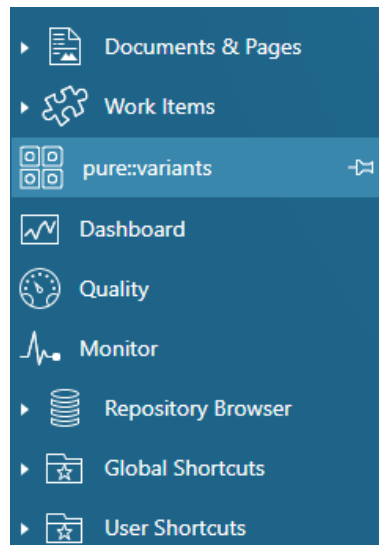 Documents & Pages
Work Items
pure::variants
Dashboard
Quality
Monitor
Repository Browser
Global Shortcuts
User Shortcuts